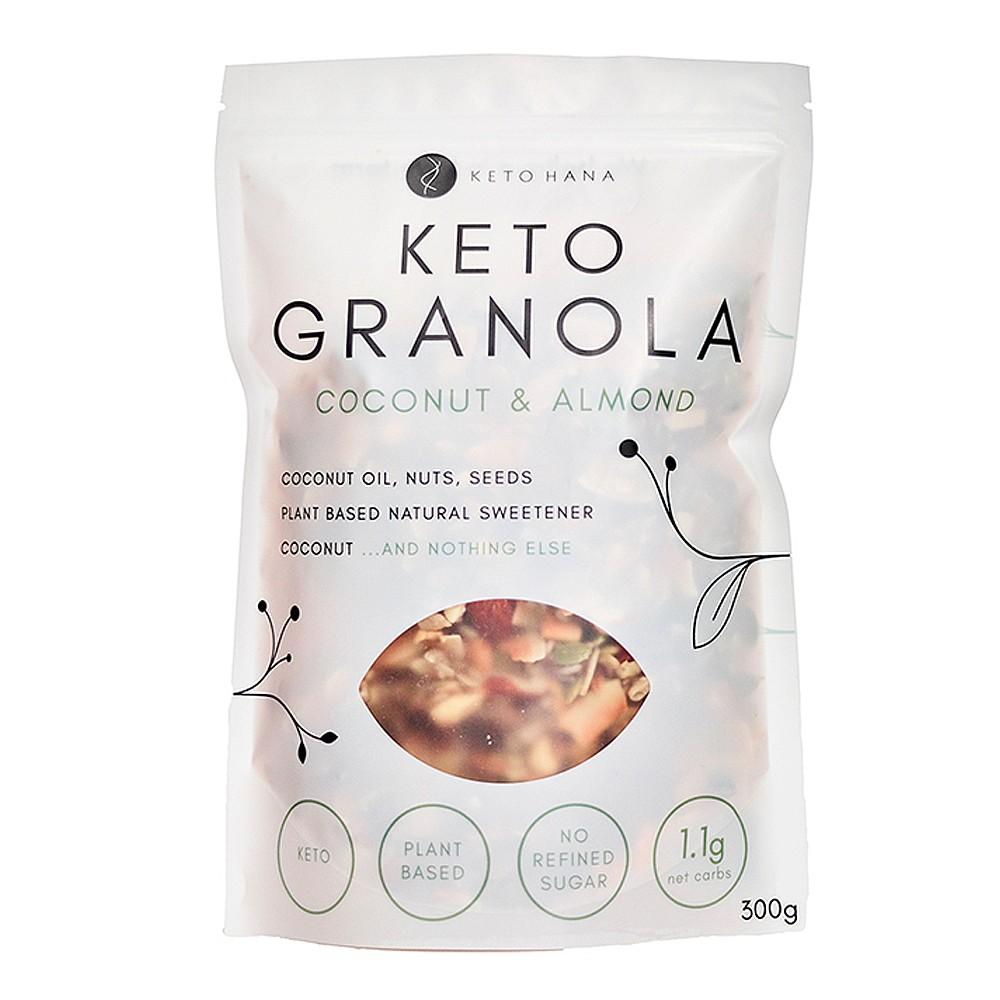 KETO HANA
KETO
GRANOLA
COCONUT & ALMOND
COCONUT OIL, NUTS, SEEDS
PLANT BASED NATURAL SWEETENER
COCONUT ...AND NOTHING ELSE
KETO
PLANT
BASED
NO
REFINED
SUGAR
1.1g
net carbs
300g